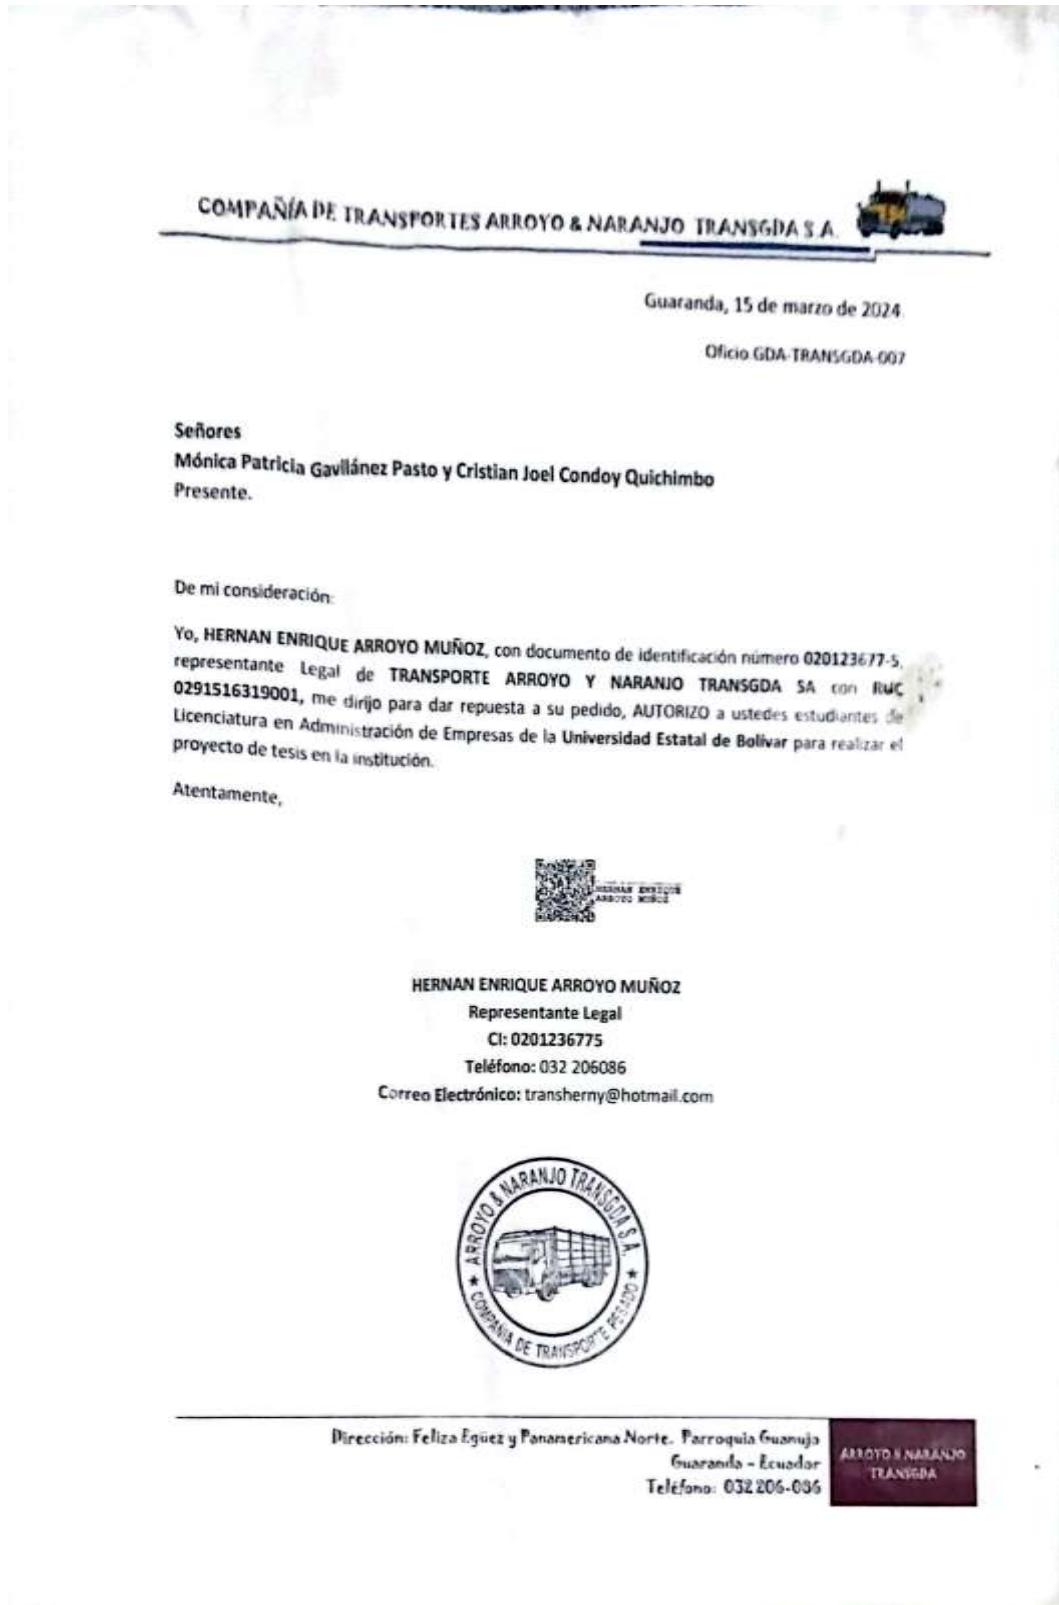 COMPAÑÍA DE TRANSPORTES ARROYO & NARANJO TRANSGDA S.A.
Guaranda, 15 de marzo de 2024
Oficio GDA-TRANSGDA-007
Señores
Mónica Patricia Gavilánez Pasto y Cristian Joel Condoy Quichimbo
Presente.
De mi consideración:
Yo, HERNAN ENRIQUE ARROYO MUÑOZ, con documento de identificación número 020123677-5,
representante Legal de TRANSPORTE ARROYO Y NARANJO TRANSGDA SA con RUC
0291516319001, me dirijo para dar repuesta a su pedido, AUTORIZO a ustedes estudiantes de
Licenciatura en Administración de Empresas de la Universidad Estatal de Bolívar para realizar el
proyecto de tesis en la institución.
Atentamente,
HERNAN ENRIQUE
ARROYO MUÑOZ
HERNAN ENRIQUE ARROYO MUÑOZ
Representante Legal
CI: 0201236775
Teléfono: 032 206086
Correo Electrónico: transherny@hotmail.com
ARROYO & NARANJO TRANSGDA S.A.
★ COMPAÑIA DE TRANSPORTE PESADO ★
Dirección: Feliza Egüez y Panamericana Norte. Parroquia Guanujo
Guaranda - Ecuador
Teléfono: 032 206-086
ARROYO & NARANJO
TRANSGDA